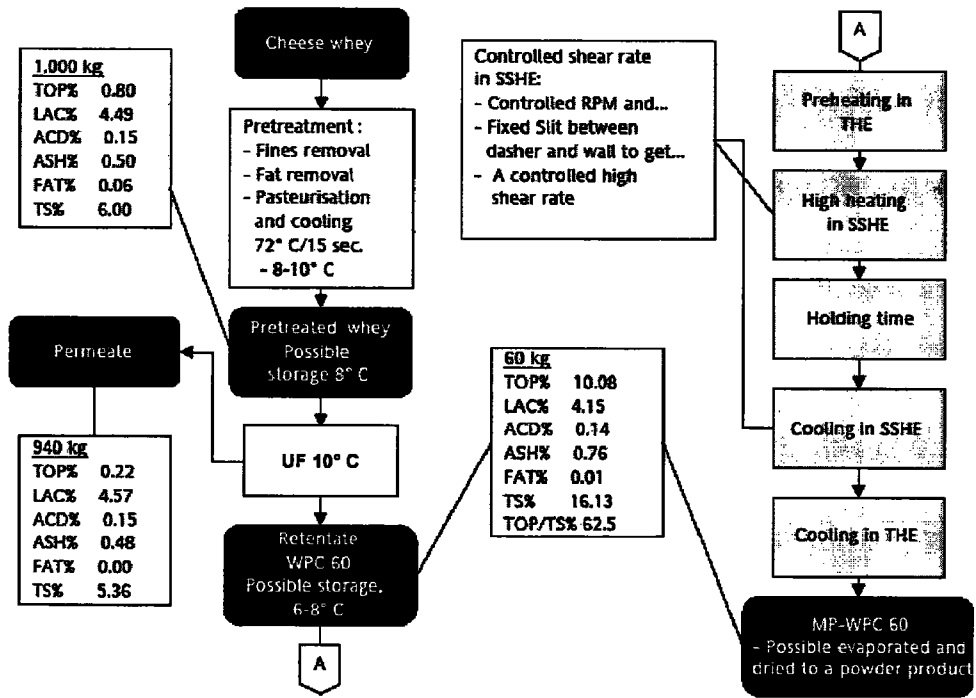 Cheese whey
1,000 kg
TOP% 0.80
LAC% 4.49
ACD% 0.15
ASH% 0.50
FAT% 0.06
TS% 6.00
Pretreatment :
- Fines removal
- Fat removal
- Pasteurisation
and cooling
72° C/15 sec.
- 8-10° C
Pretreated whey
Possible
storage 8° C
Permeate
940 kg
TOP% 0.22
LAC% 4.57
ACD% 0.15
ASH% 0.48
FAT% 0.00
TS% 5.36
UF 10° C
Retentate
WPC 60
Possible storage,
6-8° C
A
60 kg
TOP% 10.08
LAC% 4.15
ACD% 0.14
ASH% 0.76
FAT% 0.01
TS% 16.13
TOP/TS% 62.5
Controlled shear rate
in SSHE:
- Controlled RPM and...
- Fixed Slit between
dasher and wall to get...
- A controlled high
shear rate
A
Preheating in
THE
High heating
in SSHE
Holding time
Cooling in SSHE
Cooling in THE
MP-WPC 60
- Possible evaporated and
dried to a powder product